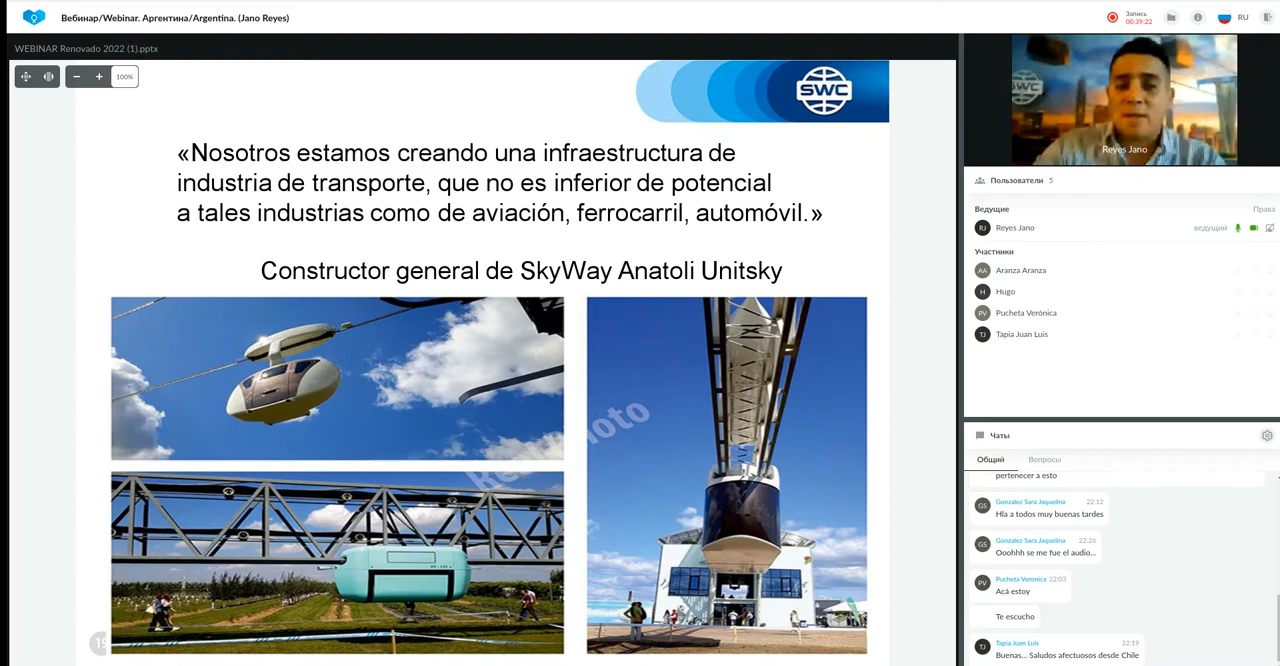 Вебинар/Webinar. Аргентина/Argentina. (Jano Reyes)
Запись
00:39:22
RU
WEBINAR Renovado 2022 (1).pptx
100%
SWC
«Nosotros estamos creando una infraestructura de
industria de transporte, que no es inferior de potencial
a tales industrias como de aviación, ferrocarril, automóvil.»
Constructor general de SkyWay Anatoli Unitsky
15
SWC
Reyes Jano
Пользователи 5
Ведущие
Права
RJ
Reyes Jano
ведущий
Участники
AA
Aranza Aranza
H
Hugo
PV
Pucheta Verónica
TJ
Tapia Juan Luis
Чаты
Общий
Вопросы
pertenecer a esto
GS
Gonzalez Sara Jaquelina 22:12
Hla a todos muy buenas tardes
GS
Gonzalez Sara Jaquelina 22:26
Ooohhh se me fue el audio...
PV
Pucheta Veronica 22:03
Acá estoy
Te escucho
TJ
Tapia Juan Luis 22:19
Buenas... Saludos afectuosos desde Chile